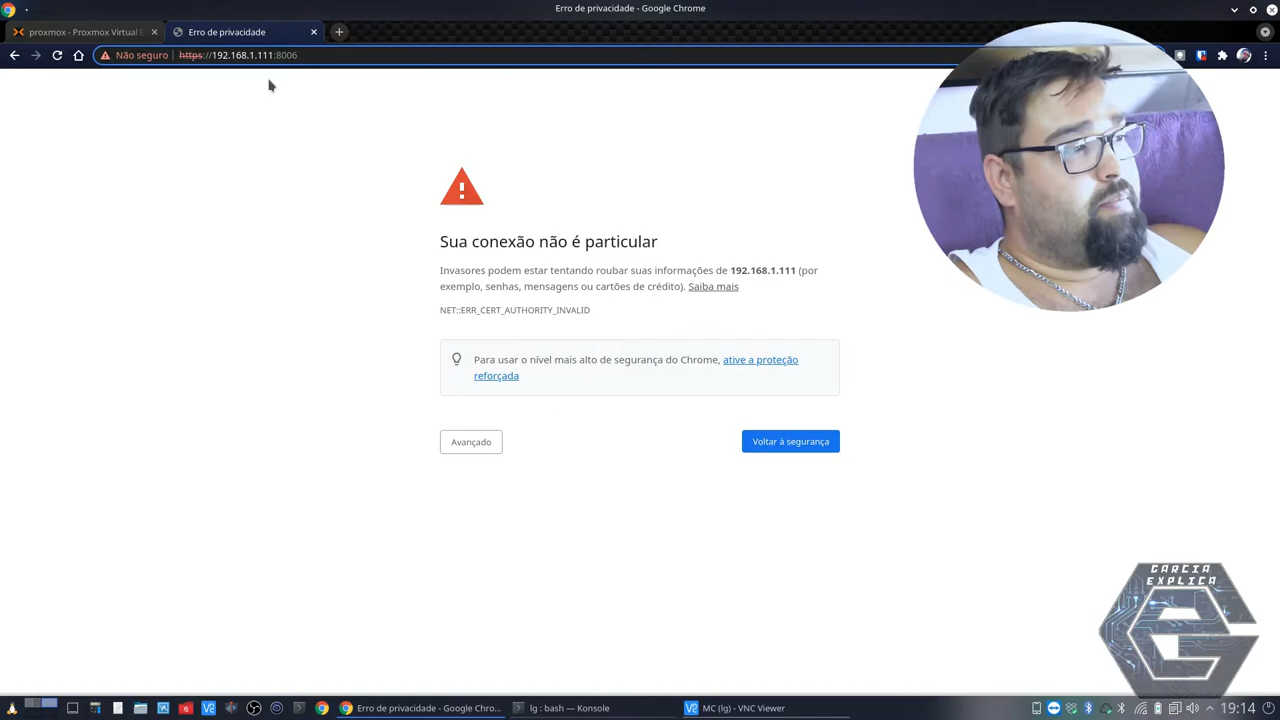 Erro de privacidade - Google Chrome
proxmox - Proxmox Virtual E
Erro de privacidade
Não seguro
https://192.168.1.111:8006
Sua conexão não é particular
Invasores podem estar tentando roubar suas informações de 192.168.1.111 (por
exemplo, senhas, mensagens ou cartões de crédito). Saiba mais
NET::ERR_CERT_AUTHORITY_INVALID
Para usar o nível mais alto de segurança do Chrome, ative a proteção
reforçada
Avançado
Voltar à segurança
GARCIA
EXPLICA
Erro de privacidade - Google Chro...
lg : bash — Konsole
MC (lg) - VNC Viewer
19:14